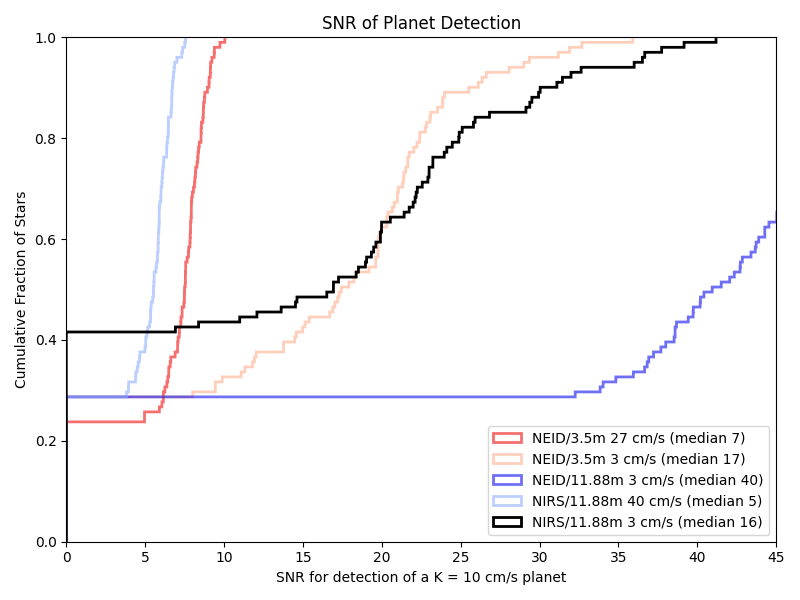 SNR of Planet Detection
Cumulative Fraction of Stars
1.0
0.8
0.6
0.4
0.2
0.0
NEID/3.5m 27 cm/s (median 7)
NEID/3.5m 3 cm/s (median 17)
NEID/11.88m 3 cm/s (median 40)
NIRS/11.88m 40 cm/s (median 5)
NIRS/11.88m 3 cm/s (median 16)
0 5 10 15 20 25 30 35 40 45
SNR for detection of a K = 10 cm/s planet